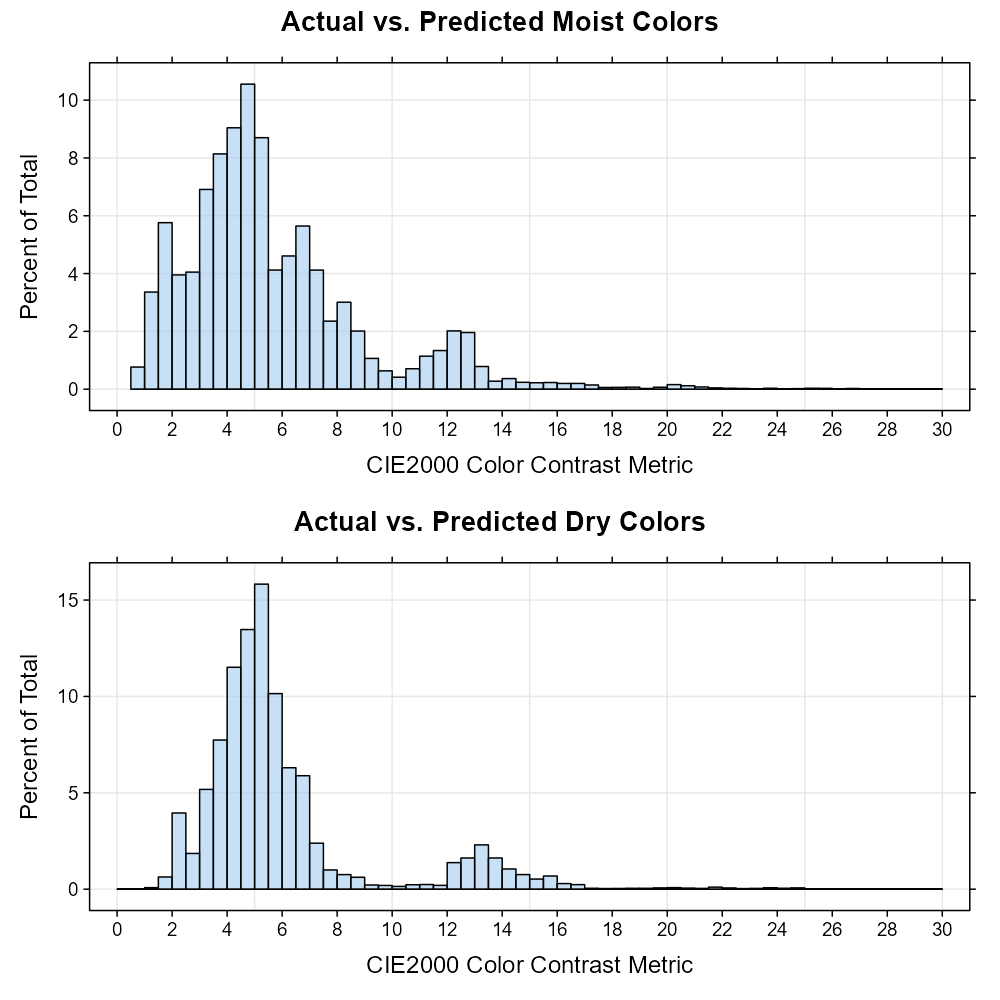 Actual vs. Predicted Moist Colors
Percent of Total
10
8
6
4
2
0
0 2 4 6 8 10 12 14 16 18 20 22 24 26 28 30
CIE2000 Color Contrast Metric
Actual vs. Predicted Dry Colors
Percent of Total
15
10
5
0
0 2 4 6 8 10 12 14 16 18 20 22 24 26 28 30
CIE2000 Color Contrast Metric